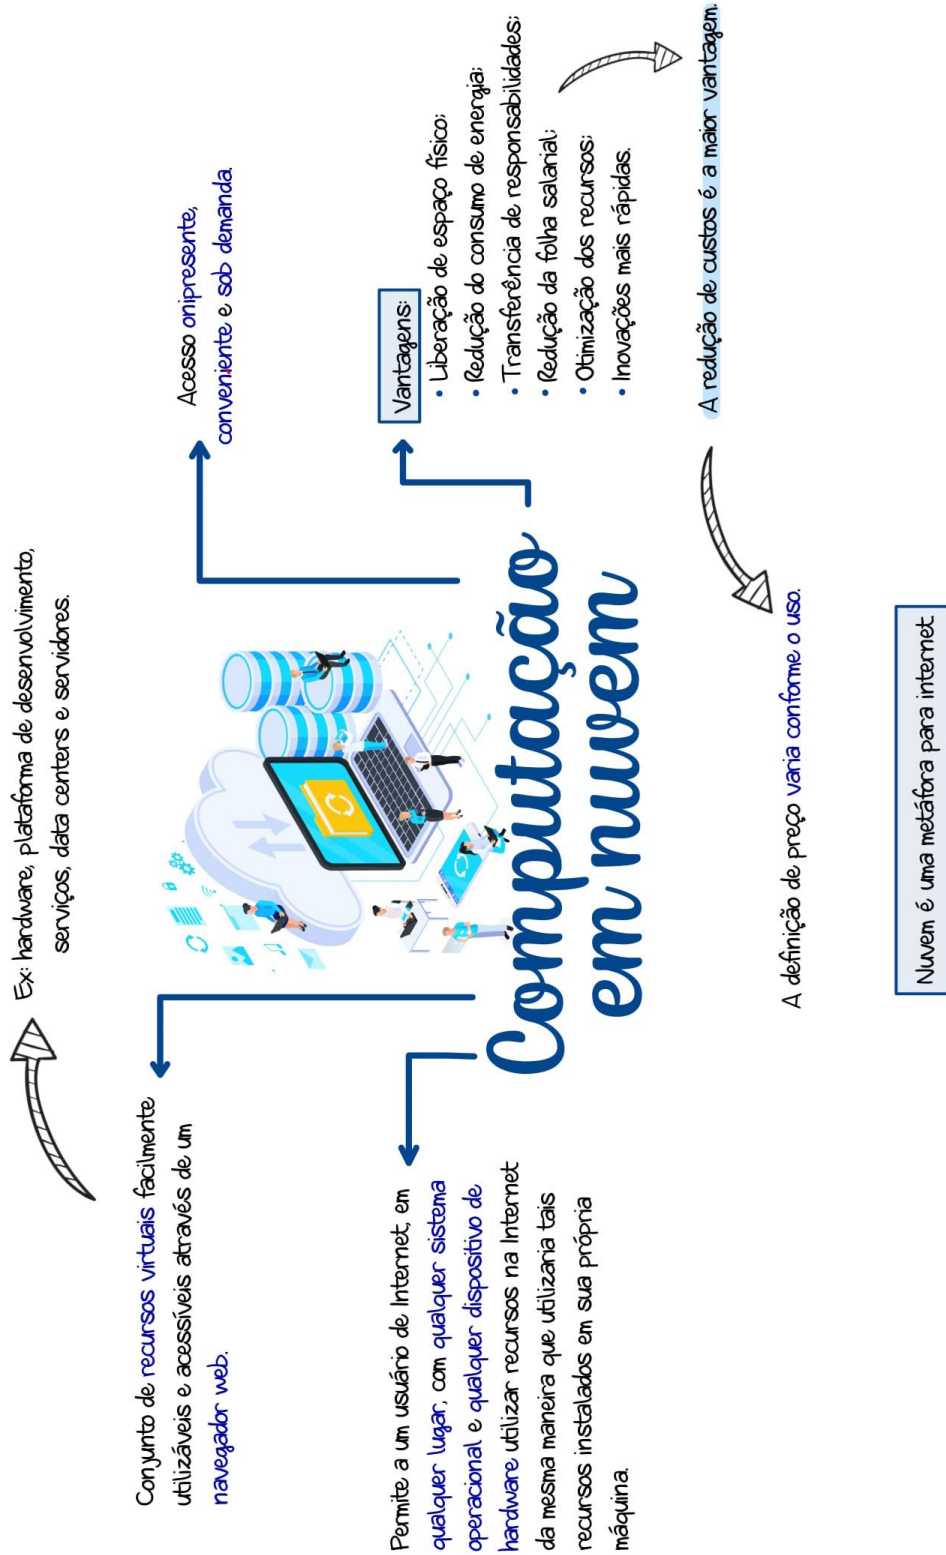 Ex: hardware, plataforma de desenvolvimento,
serviços, data centers e servidores.
Conjunto de recursos virtuais facilmente
utilizáveis e acessíveis através de um
navegador web.
Acesso onipresente,
conveniente e sob demanda.
Permite a um usuário de Internet, em
qualquer lugar, com qualquer sistema
operacional e qualquer dispositivo de
hardware utilizar recursos na Internet
da mesma maneira que utilizaria tais
recursos instalados em sua própria
máquina.
Computação
em nuvem
Vantagens:
• Liberação de espaço físico;
• Redução do consumo de energia;
• Transferência de responsabilidades;
• Redução da folha salarial;
• Otimização dos recursos;
• Inovações mais rápidas.
A redução de custos é a maior vantagem.
A definição de preço varia conforme o uso.
Nuvem é uma metáfora para internet